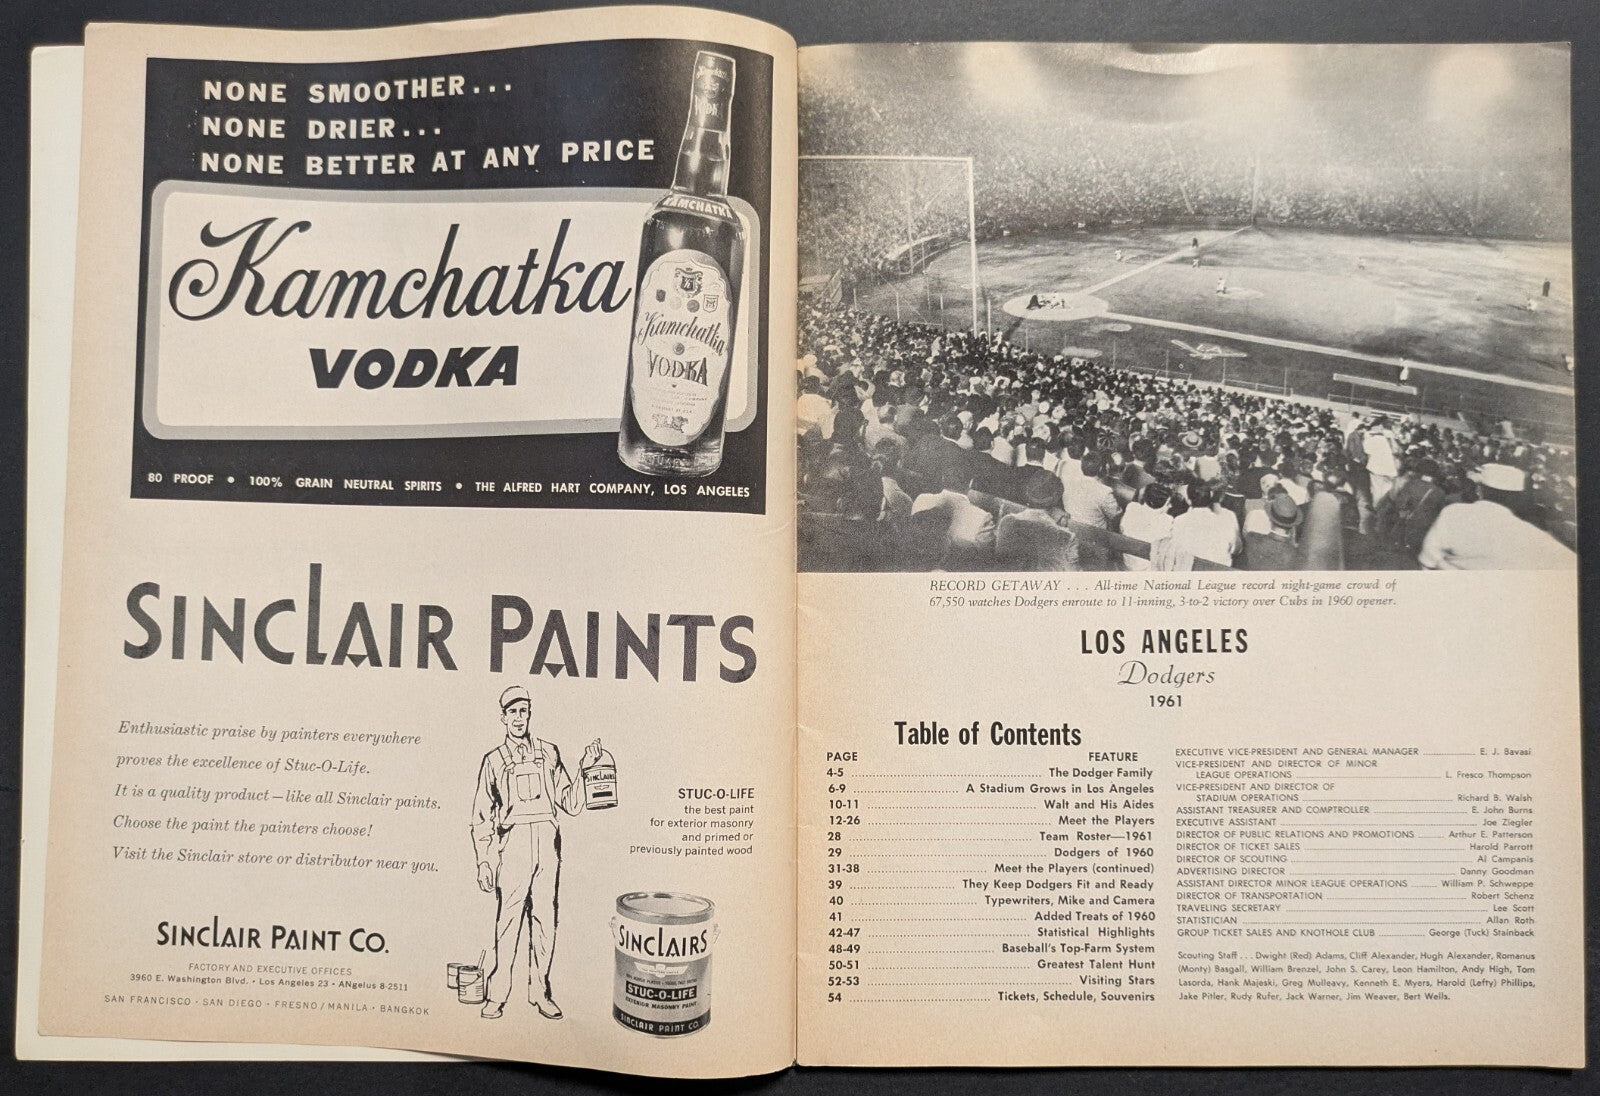 NONE SMOOTHER...
NONE DRIER...
NONE BETTER AT ANY PRICE
KAMCHATKA
Kamchatka
VODKA
Kamchatka
VODKA
80 PROOF • 100% GRAIN NEUTRAL SPIRITS • THE ALFRED HART COMPANY, LOS ANGELES
SINCLAIR PAINTS
Enthusiastic praise by painters everywhere
proves the excellence of Stuc-O-Life.
It is a quality product – like all Sinclair paints.
Choose the paint the painters choose!
Visit the Sinclair store or distributor near you.
SINCLAIRS
STUC-O-LIFE
the best paint
for exterior masonry
and primed or
previously painted wood
SINCLAIRS
STUC-O-LIFE
EXTERIOR MASONRY PAINT
SINCLAIR PAINT CO.
SINCLAIR PAINT CO.
FACTORY AND EXECUTIVE OFFICES
3960 E. Washington Blvd. • Los Angeles 23 • ANgelus 8-2511
SAN FRANCISCO • SAN DIEGO • FRESNO / MANILA • BANGKOK
RECORD GETAWAY . . . All-time National League record night-game crowd of
67,550 watches Dodgers enroute to 11-inning, 3-to-2 victory over Cubs in 1960 opener.
LOS ANGELES
Dodgers
1961
Table of Contents
PAGE FEATURE
4-5 The Dodger Family
6-9 A Stadium Grows in Los Angeles
10-11 Walt and His Aides
12-26 Meet the Players
28 Team Roster—1961
29 Dodgers of 1960
31-38 Meet the Players (continued)
39 They Keep Dodgers Fit and Ready
40 Typewriters, Mike and Camera
41 Added Treats of 1960
42-47 Statistical Highlights
48-49 Baseball's Top-Farm System
50-51 Greatest Talent Hunt
52-53 Visiting Stars
54 Tickets, Schedule, Souvenirs
EXECUTIVE VICE-PRESIDENT AND GENERAL MANAGER E. J. Bavasi
VICE-PRESIDENT AND DIRECTOR OF MINOR
LEAGUE OPERATIONS L. Fresco Thompson
VICE-PRESIDENT AND DIRECTOR OF
STADIUM OPERATIONS Richard B. Walsh
ASSISTANT TREASURER AND COMPTROLLER E. John Burns
EXECUTIVE ASSISTANT Joe Ziegler
DIRECTOR OF PUBLIC RELATIONS AND PROMOTIONS Arthur E. Patterson
DIRECTOR OF TICKET SALES Harold Parrott
DIRECTOR OF SCOUTING Al Campanis
ADVERTISING DIRECTOR Danny Goodman
ASSISTANT DIRECTOR MINOR LEAGUE OPERATIONS William P. Schweppe
DIRECTOR OF TRANSPORTATION Robert Schenz
TRAVELING SECRETARY Lee Scott
STATISTICIAN Allan Roth
GROUP TICKET SALES AND KNOTHOLE CLUB George (Tuck) Stainback
Scouting Staff . . . Dwight (Red) Adams, Cliff Alexander, Hugh Alexander, Romanus
(Monty) Basgall, William Brenzel, John S. Carey, Leon Hamilton, Andy High, Tom
Lasorda, Hank Majeski, Greg Mulleavy, Kenneth E. Myers, Harold (Lefty) Phillips,
Jake Pitler, Rudy Rufer, Jack Warner, Jim Weaver, Bert Wells.